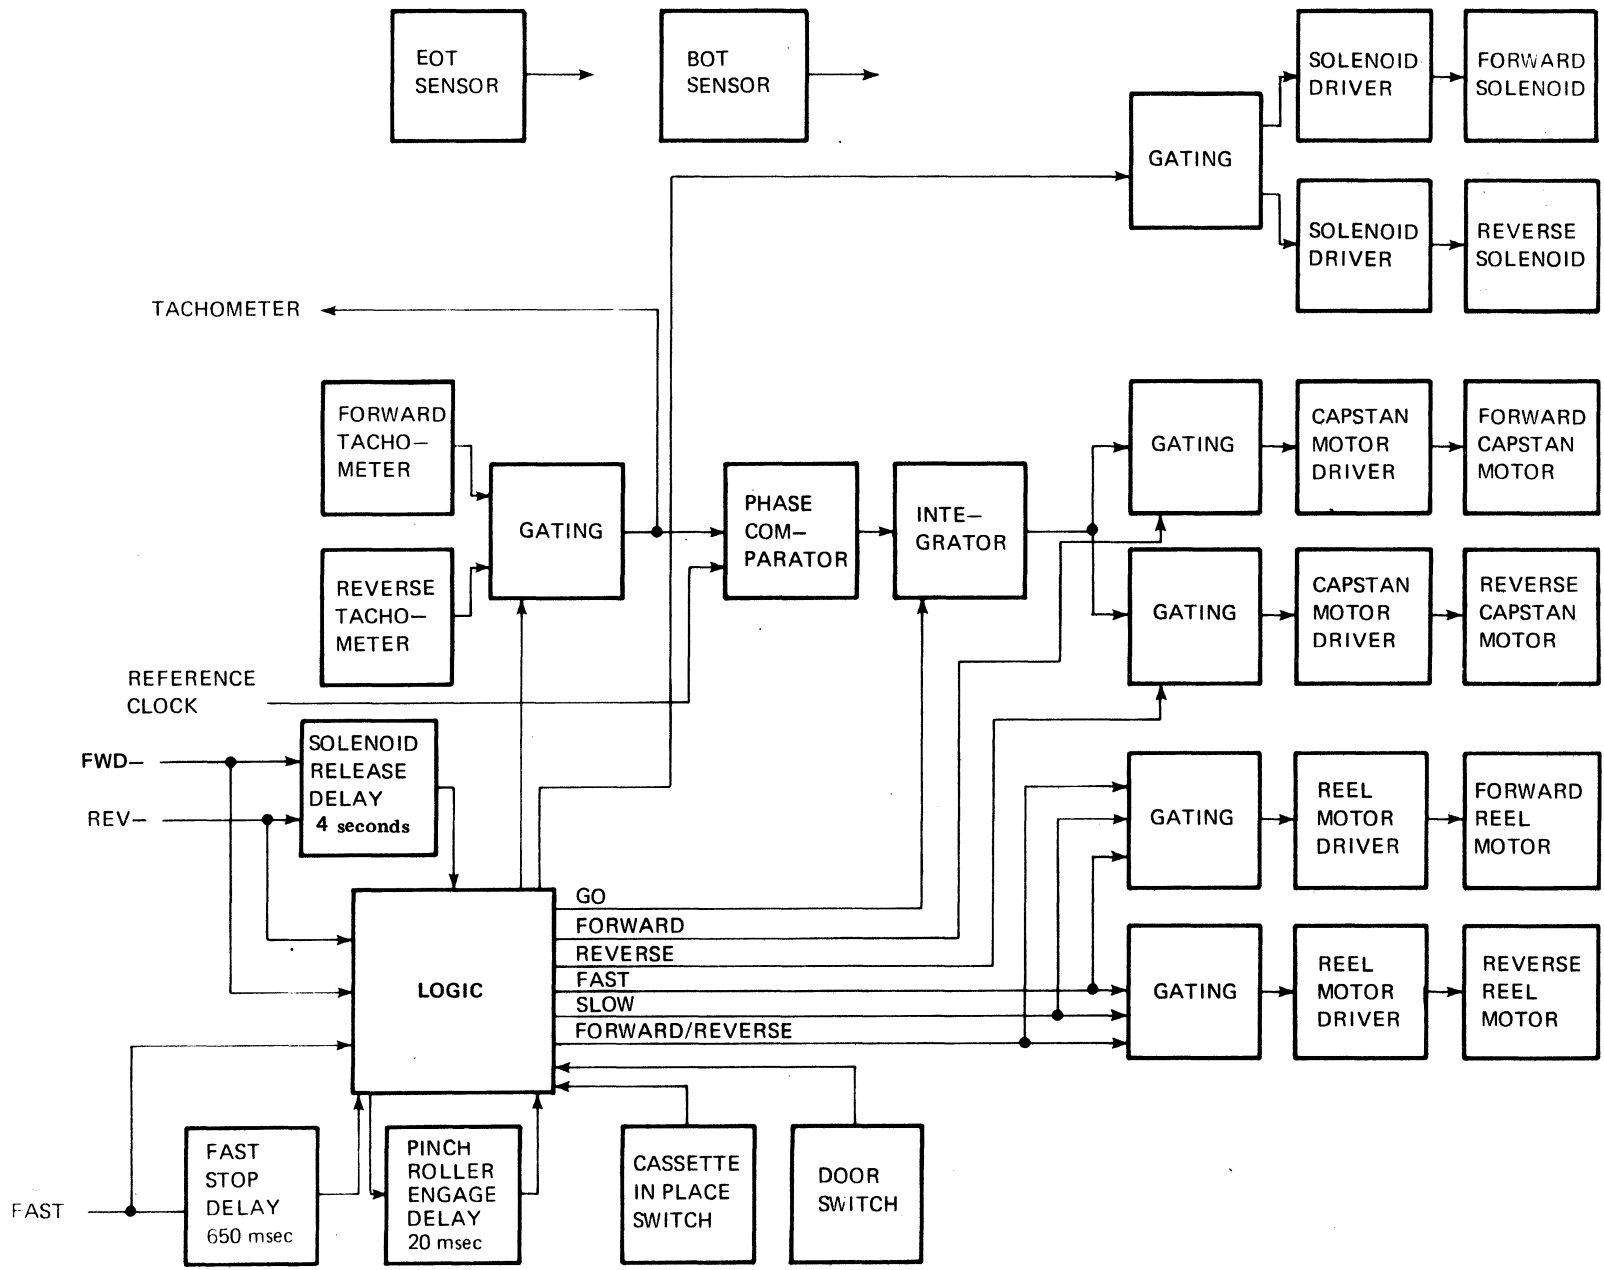 EOT
SENSOR
BOT
SENSOR
SOLENOID
DRIVER
FORWARD
SOLENOID
GATING
SOLENOID
DRIVER
REVERSE
SOLENOID
TACHOMETER
FORWARD
TACHO–
METER
GATING
CAPSTAN
MOTOR
DRIVER
FORWARD
CAPSTAN
MOTOR
GATING
PHASE
COM–
PARATOR
INTE–
GRATOR
REVERSE
TACHO–
METER
GATING
CAPSTAN
MOTOR
DRIVER
REVERSE
CAPSTAN
MOTOR
REFERENCE
CLOCK
FWD–
REV–
SOLENOID
RELEASE
DELAY
4 seconds
GATING
REEL
MOTOR
DRIVER
FORWARD
REEL
MOTOR
LOGIC
GO
FORWARD
REVERSE
FAST
SLOW
FORWARD/REVERSE
GATING
REEL
MOTOR
DRIVER
REVERSE
REEL
MOTOR
FAST
FAST
STOP
DELAY
650 msec
PINCH
ROLLER
ENGAGE
DELAY
20 msec
CASSETTE
IN PLACE
SWITCH
DOOR
SWITCH